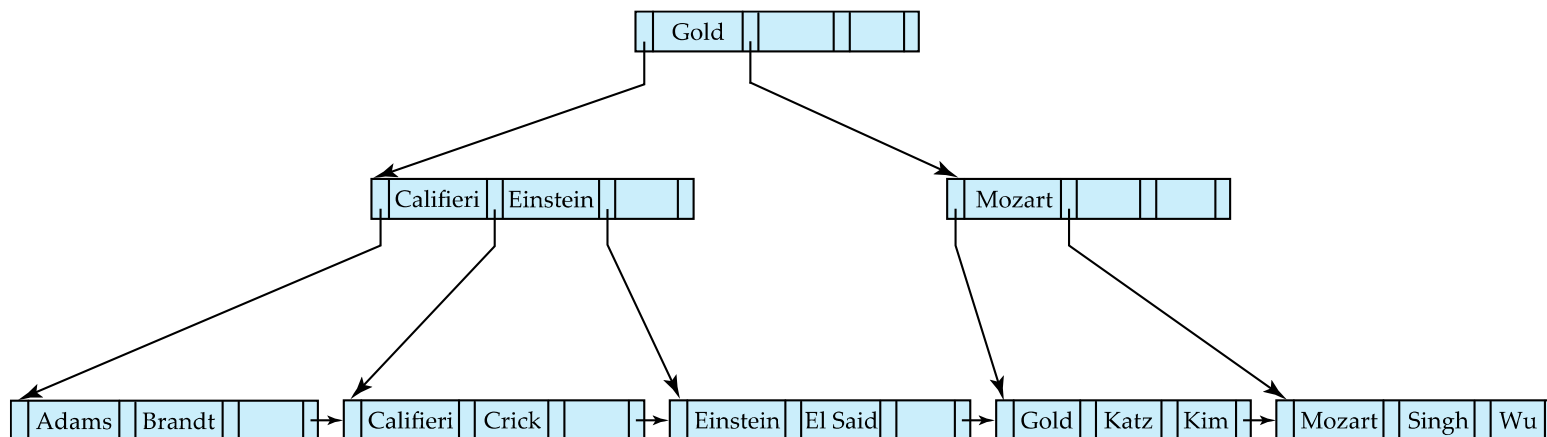 Gold
Califieri Einstein Mozart
Adams Brandt Califieri Crick Einstein El Said Gold Katz Kim Mozart Singh Wu